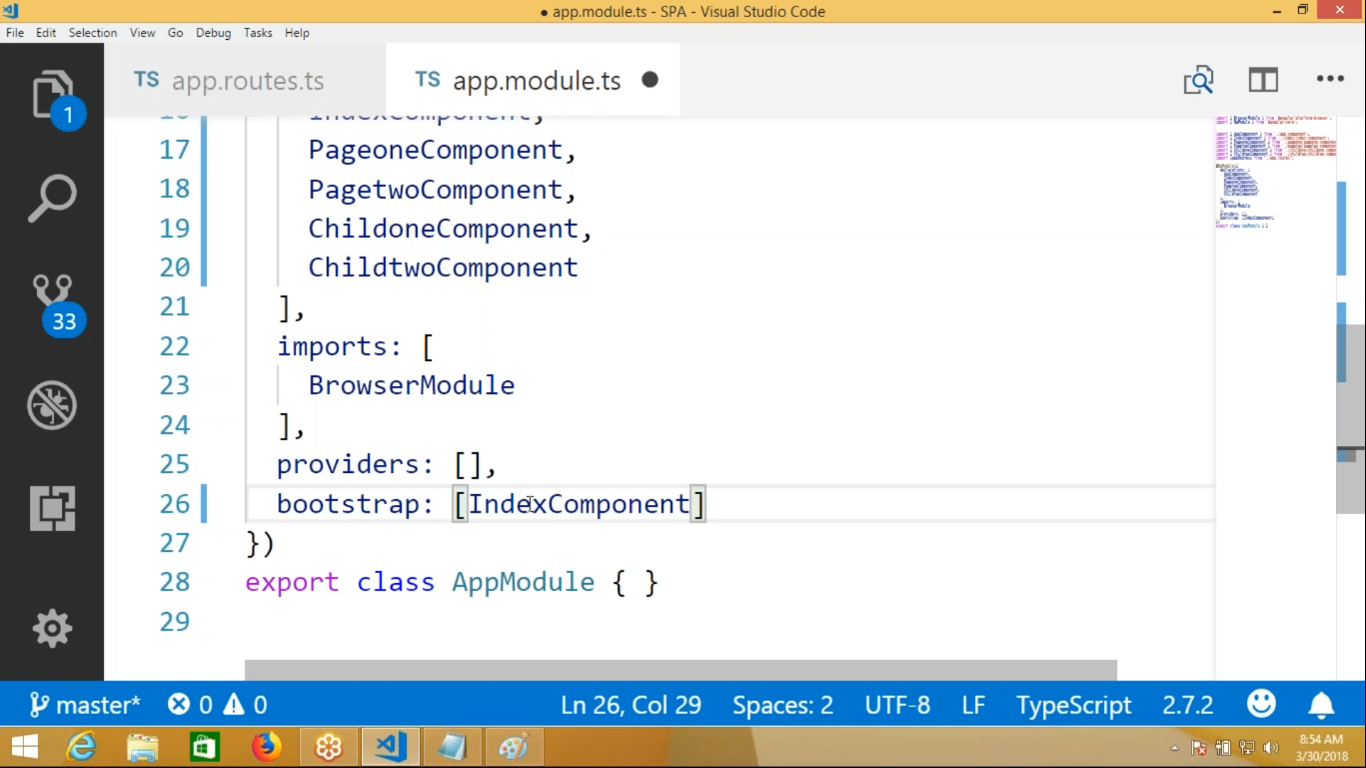 ● app.module.ts - SPA - Visual Studio Code
File Edit Selection View Go Debug Tasks Help
TS app.routes.ts
TS app.module.ts ●
1
33
16 IndexComponent,
17 PageoneComponent,
18 PagetwoComponent,
19 ChildoneComponent,
20 ChildtwoComponent
21 ],
22 imports: [
23 BrowserModule
24 ],
25 providers: [],
26 bootstrap: [IndexComponent]
27 })
28 export class AppModule { }
29
master* 0 0 Ln 26, Col 29 Spaces: 2 UTF-8 LF TypeScript 2.7.2
8:54 AM
3/30/2018